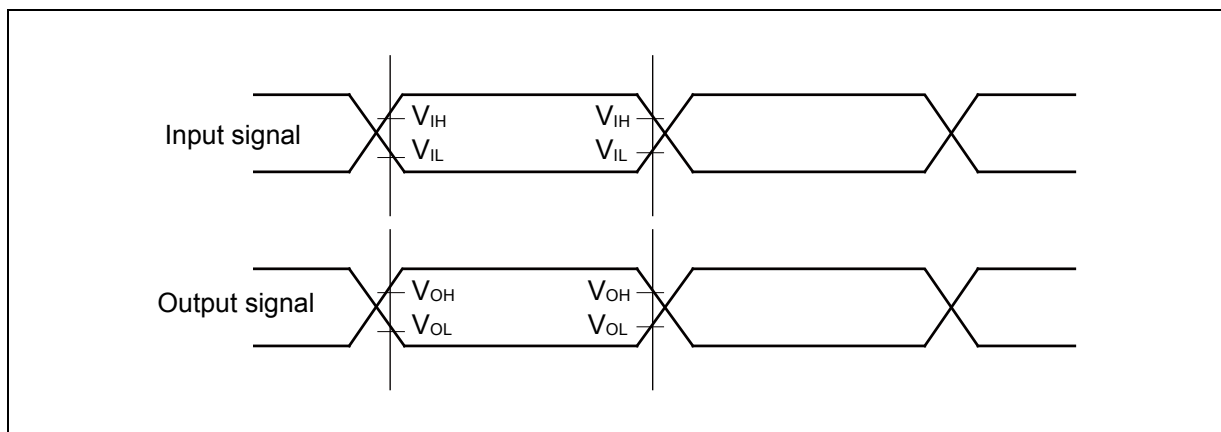 Input signal
VIH
VIH
VIL
VIL
Output signal
VOH
VOH
VOL
VOL